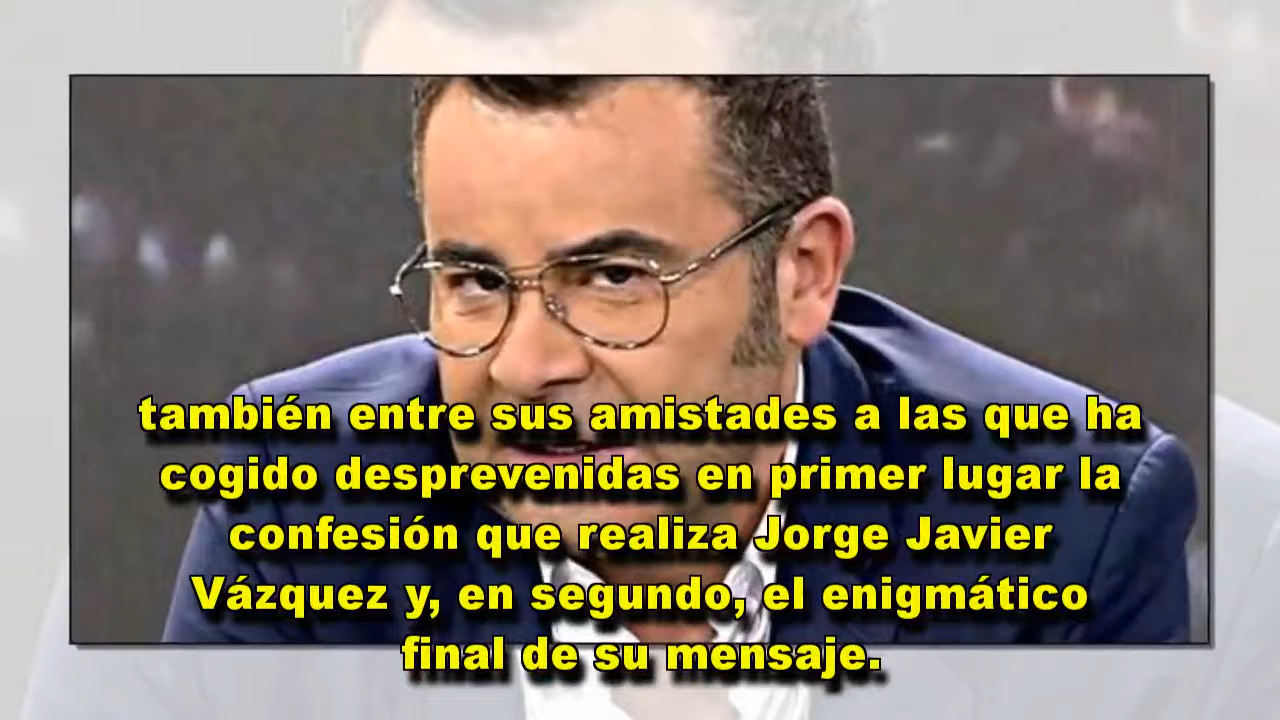 también entre sus amistades a las que ha
cogido desprevenidas en primer lugar la
confesión que realiza Jorge Javier
Vázquez y, en segundo, el enigmático
final de su mensaje.